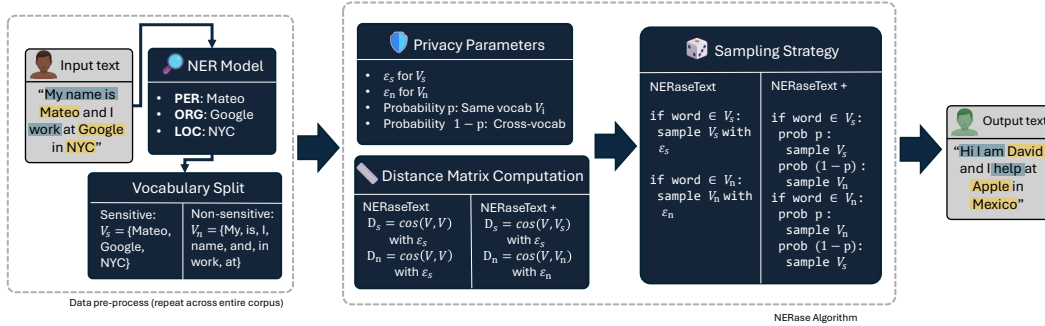 Input text
“My name is
Mateo and I
work at Google
in NYC”
NER Model
• PER: Mateo
• ORG: Google
• LOC: NYC
Vocabulary Split
Sensitive:
Vs = {Mateo,
Google,
NYC}
Non-sensitive:
Vn = {My, is, I,
name, and, in
work, at}
Data pre-process (repeat across entire corpus)
Privacy Parameters
• εs for Vs
• εn for Vn
• Probability p: Same vocab Vi
• Probability 1 − p: Cross-vocab
Distance Matrix Computation
NERaseText
Ds = cos(V, V)
with εs
Dn = cos(V, V)
with εs
NERaseText +
Ds = cos(V, Vs)
with εs
Dn = cos(V, Vn)
with εn
Sampling Strategy
NERaseText
if word ∈ Vs:
sample Vs with
εs
if word ∈ Vn:
sample Vn with
εn
NERaseText +
if word ∈ Vs:
prob p:
sample Vs
prob (1 − p):
sample Vn
if word ∈ Vn:
prob p:
sample Vn
prob (1 − p):
sample Vs
NERase Algorithm
Output text
“Hi I am David
and I help at
Apple in
Mexico”